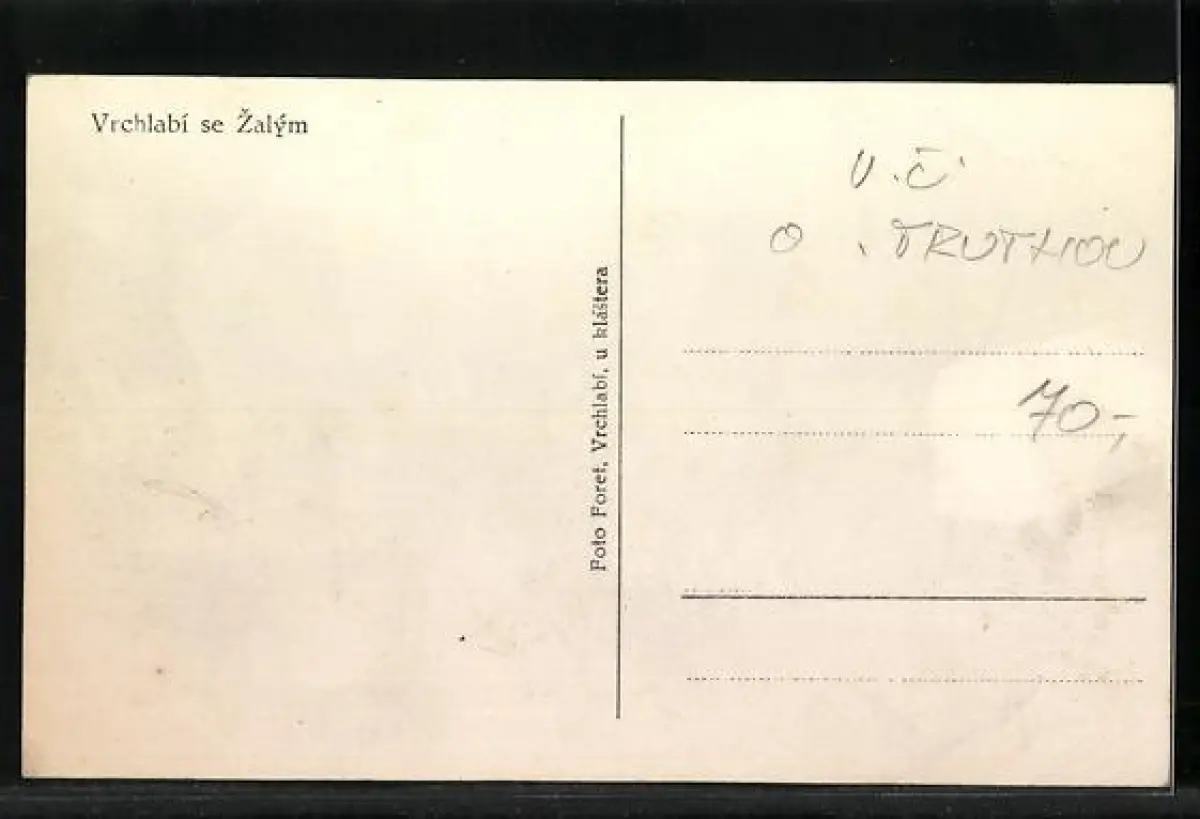 Vrchlabí se Žalým
Foto Foret, Vrchlabí, u kláštera
V.Č.
O. TRUTNOV
70,-